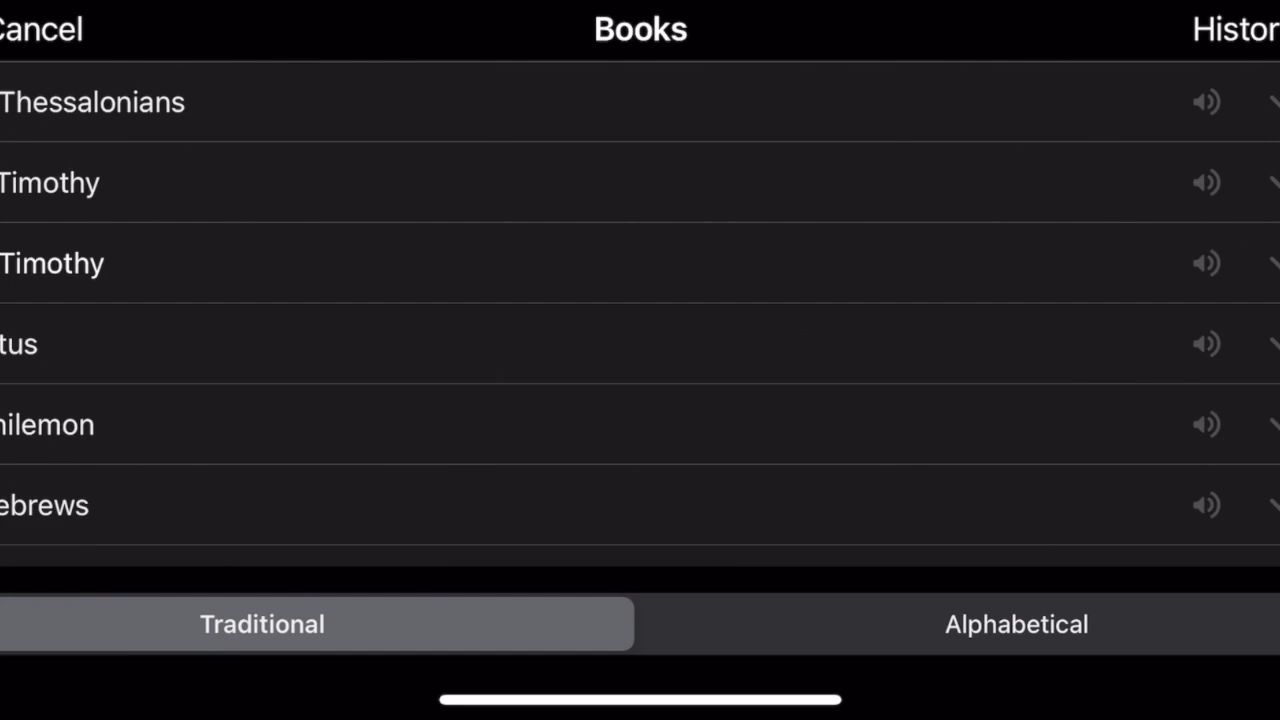 Cancel Books Histor
Thessalonians
Timothy
Timothy
tus
hilemon
ebrews
Traditional Alphabetical